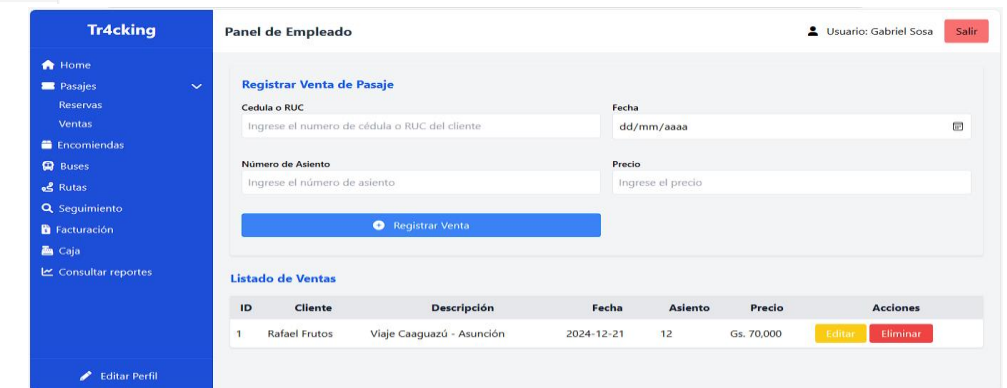 Tr4cking
Panel de Empleado
Usuario: Gabriel Sosa
Salir
Home
Pasajes
Reservas
Ventas
Encomiendas
Buses
Rutas
Seguimiento
Facturación
Caja
Consultar reportes
Editar Perfil
Registrar Venta de Pasaje
Cedula o RUC
Fecha
Ingrese el numero de cédula o RUC del cliente
dd/mm/aaaa
Número de Asiento
Precio
Ingrese el número de asiento
Ingrese el precio
Registrar Venta
Listado de Ventas
ID Cliente Descripción Fecha Asiento Precio Acciones
1 Rafael Frutos Viaje Caaguazú - Asunción 2024-12-21 12 Gs. 70,000 Editar Eliminar